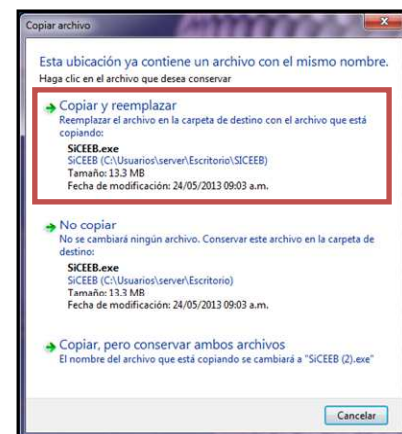 Copiar archivo
Esta ubicación ya contiene un archivo con el mismo nombre.
Haga clic en el archivo que desea conservar
Copiar y reemplazar
Reemplazar el archivo en la carpeta de destino con el archivo que está
copiando:
SiCEEB.exe
SiCEEB (C:\Usuarios\server\Escritorio\SICEEB)
Tamaño: 13.3 MB
Fecha de modificación: 24/05/2013 09:03 a.m.
No copiar
No se cambiará ningún archivo. Conservar este archivo en la carpeta de
destino:
SiCEEB.exe
SiCEEB (C:\Usuarios\server\Escritorio)
Tamaño: 13.3 MB
Fecha de modificación: 24/05/2013 09:03 a.m.
Copiar, pero conservar ambos archivos
El nombre del archivo que está copiando se cambiará a "SiCEEB (2).exe"
Cancelar